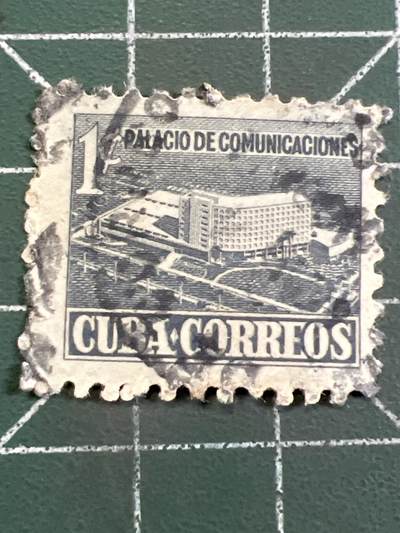 1¢
PALACIO DE COMUNICACIONES
CUBA·CORREOS